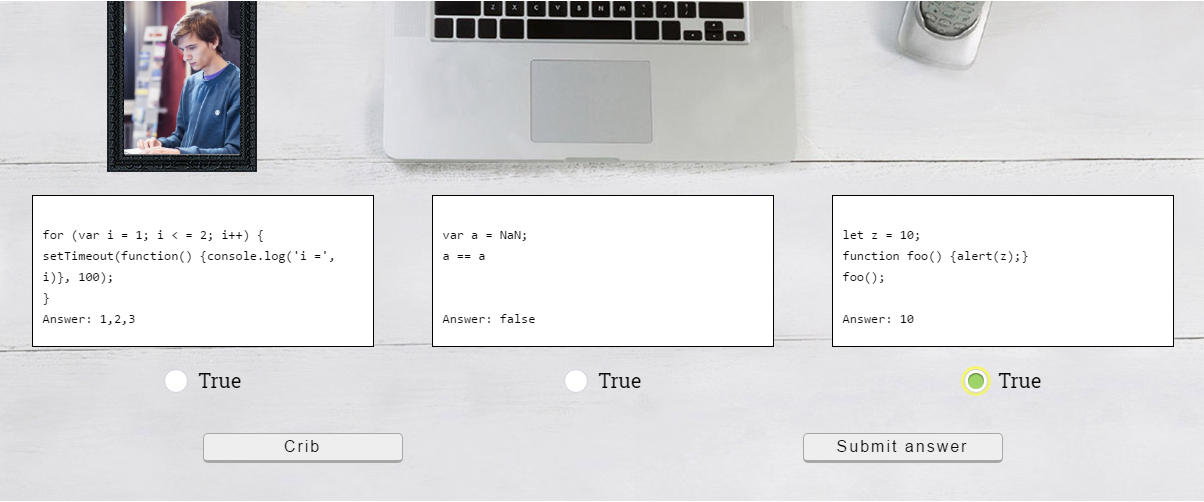 for (var i = 1; i < = 2; i++) {
setTimeout(function() {console.log('i =',
i)}, 100);
}
Answer: 1,2,3
var a = NaN;
a == a
Answer: false
let z = 10;
function foo() {alert(z);}
foo();
Answer: 10
True
True
True
Crib
Submit answer